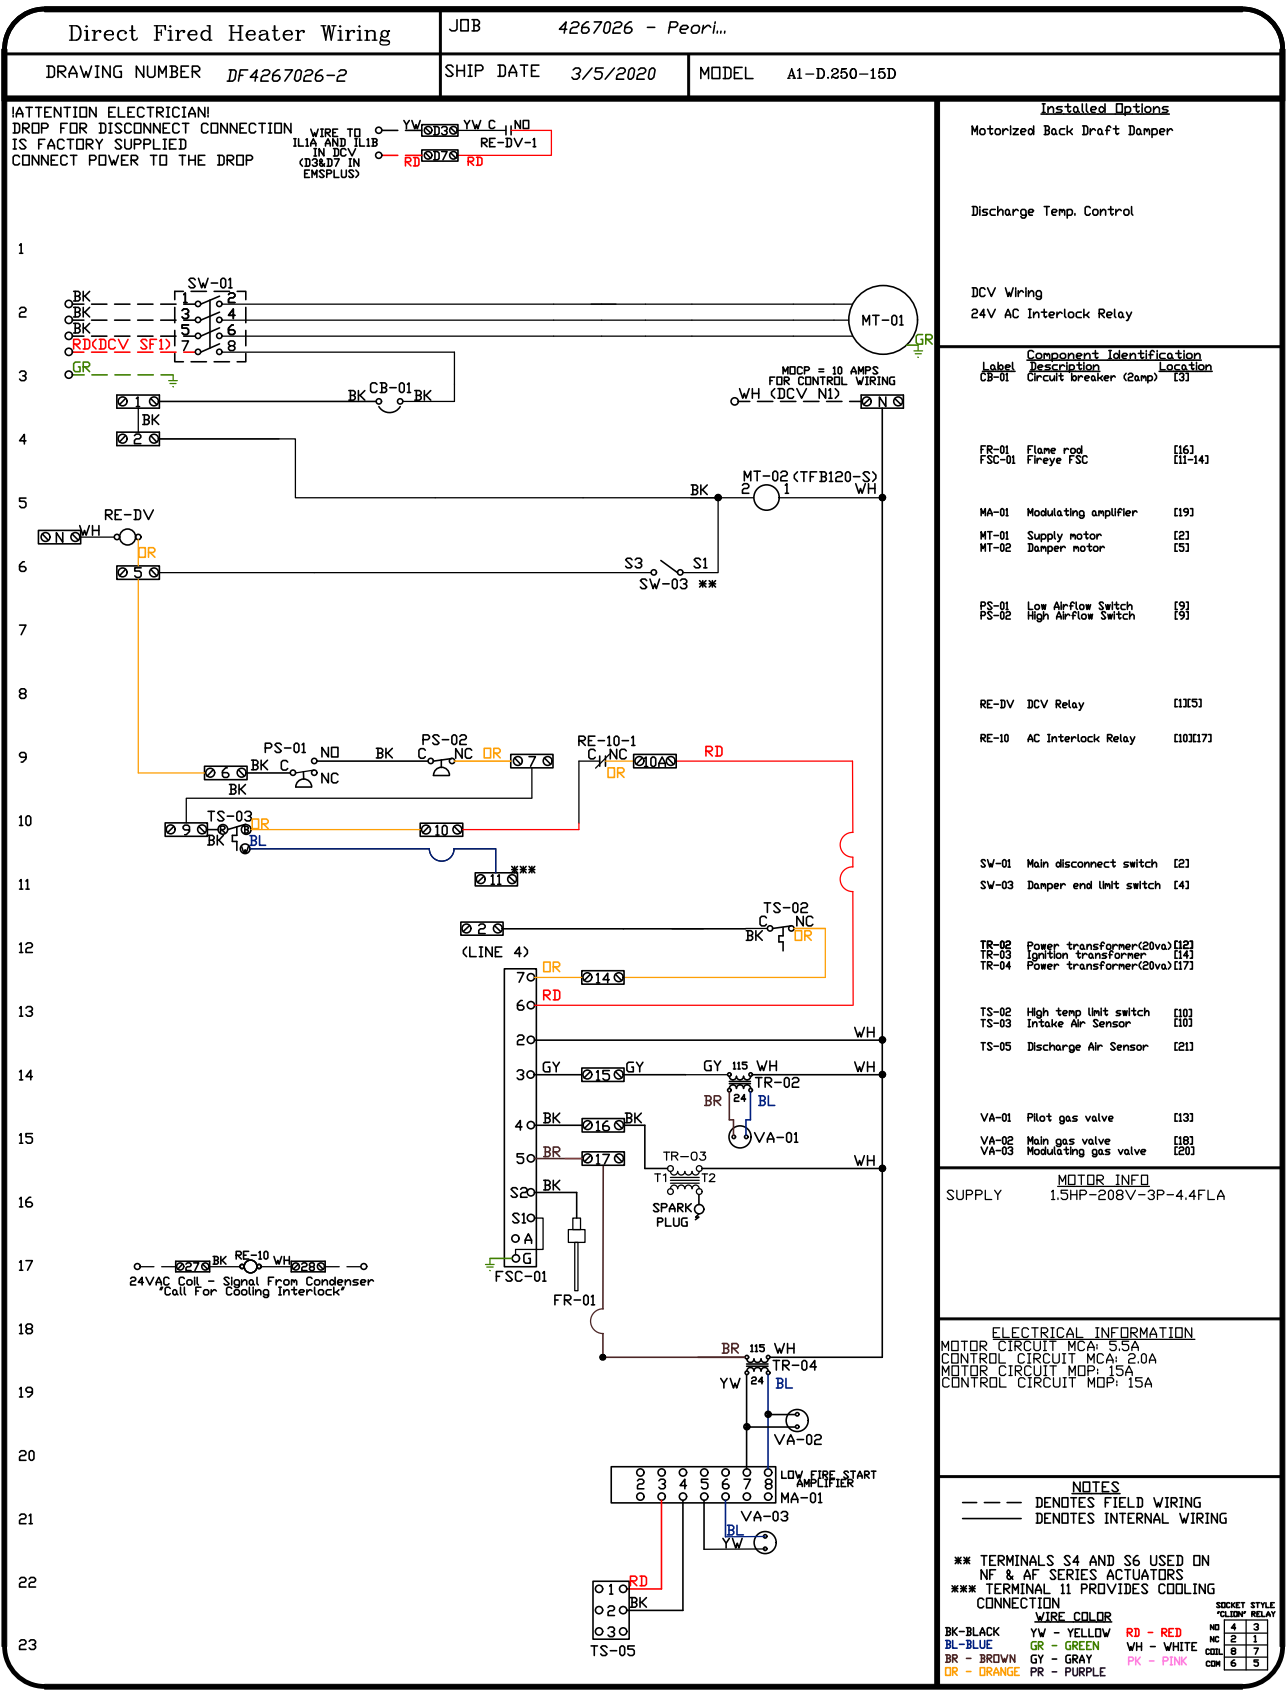 Direct Fired Heater Wiring
JOB 4267026 - Peori...
DRAWING NUMBER DF4267026-2
SHIP DATE 3/5/2020
MODEL A1-D.250-15D
!ATTENTION ELECTRICIAN!
DROP FOR DISCONNECT CONNECTION
IS FACTORY SUPPLIED
CONNECT POWER TO THE DROP
WIRE TO
IL1A AND IL1B
IN DCV
(D3&D7 IN
EMSPLUS)
YW D3 YW C NO
RE-DV-1
RD D7 RD
1
SW-01
2
BK 1 2
BK 3 4
BK 5 6
RD(DCV SF1) 7 8
MT-01
GR
3
GR
MOCP = 10 AMPS
FOR CONTROL WIRING
WH (DCV N1) N
1 BK CB-01 BK
BK
4
2
MT-02 (TFB120-S)
BK 2 1 WH
5
RE-DV
N WH
OR
6
5
S3 S1
SW-03 **
7
8
9
PS-01 NO BK PS-02
C NC OR 7
RE-10-1
C NC 10A RD
OR
6 BK C NC
BK
10
TS-03
9 R B OR 10
BK W BL
11
11 ***
2
(LINE 4)
TS-02
C NC
BK OR
12
7 OR 14
13
6 RD
2 WH
14
3 GY 15 GY GY 115 WH WH
TR-02
BR 24 BL
4 BK 16 BK
VA-01
15
5 BR 17
TR-03 WH
T1 T2
S2 BK
16
SPARK
PLUG
S1
A
G
FSC-01
FR-01
17
27 BK RE-10 WH 28
24VAC Coil - Signal From Condenser
"Call For Cooling Interlock"
18
BR 115 WH
TR-04
19
YW 24 BL
VA-02
20
2 3 4 5 6 7 8
LOW FIRE START
AMPLIFIER
MA-01
21
VA-03
BL
YW
22
RD
1
BK
2
3
TS-05
23
Installed Options
Motorized Back Draft Damper
Discharge Temp. Control
DCV Wiring
24V AC Interlock Relay
Component Identification
Label Description Location
CB-01 Circuit breaker (2amp) [3]
FR-01 Flame rod [16]
FSC-01 Fireye FSC [11-14]
MA-01 Modulating amplifier [19]
MT-01 Supply motor [2]
MT-02 Damper motor [5]
PS-01 Low Airflow Switch [9]
PS-02 High Airflow Switch [9]
RE-DV DCV Relay [1][5]
RE-10 AC Interlock Relay [10][17]
SW-01 Main disconnect switch [2]
SW-03 Damper end limit switch [4]
TR-02 Power transformer(20va) [12]
TR-03 Ignition transformer [14]
TR-04 Power transformer(20va) [17]
TS-02 High temp limit switch [10]
TS-03 Intake Air Sensor [10]
TS-05 Discharge Air Sensor [21]
VA-01 Pilot gas valve [13]
VA-02 Main gas valve [18]
VA-03 Modulating gas valve [20]
MOTOR INFO
SUPPLY 1.5HP-208V-3P-4.4FLA
ELECTRICAL INFORMATION
MOTOR CIRCUIT MCA: 5.5A
CONTROL CIRCUIT MCA: 2.0A
MOTOR CIRCUIT MOP: 15A
CONTROL CIRCUIT MOP: 15A
NOTES
DENOTES FIELD WIRING
DENOTES INTERNAL WIRING
** TERMINALS S4 AND S6 USED ON
NF & AF SERIES ACTUATORS
*** TERMINAL 11 PROVIDES COOLING
CONNECTION
WIRE COLOR
BK-BLACK YW - YELLOW RD - RED
BL-BLUE GR - GREEN WH - WHITE
BR - BROWN GY - GRAY PK - PINK
OR - ORANGE PR - PURPLE
SOCKET STYLE
"CLION" RELAY
NO 4 3
NC 2 1
COIL 8 7
COM 6 5